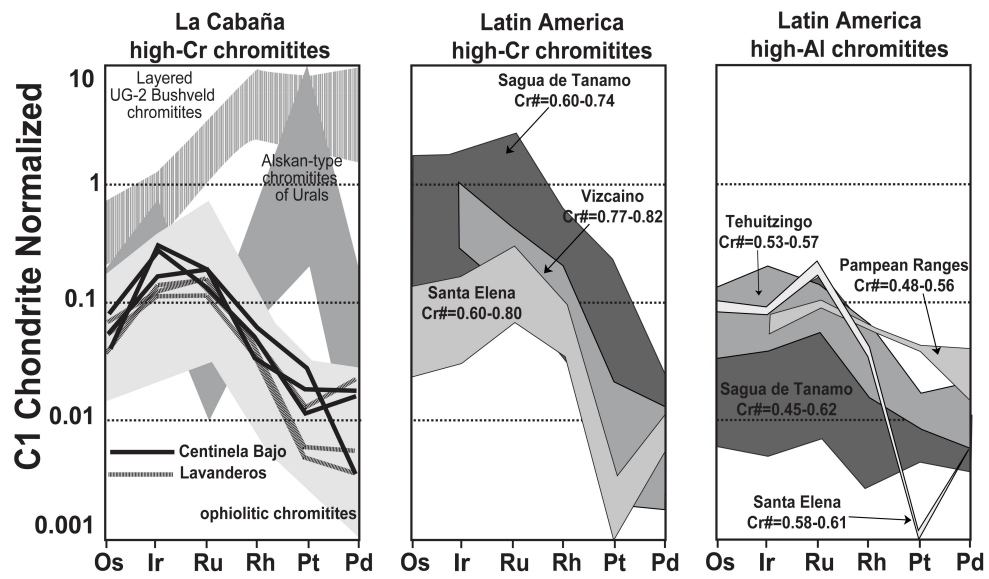 La Cabaña
high-Cr chromitites
Latin America
high-Cr chromitites
Latin America
high-Al chromitites
C1 Chondrite Normalized
10
1
0.1
0.01
0.001
Layered
UG-2 Bushveld
chromitites
Alskan-type
chromitites
of Urals
Centinela Bajo
Lavanderos
ophiolitic chromitites
Os Ir Ru Rh Pt Pd
Sagua de Tanamo
Cr#=0.60-0.74
Vizcaino
Cr#=0.77-0.82
Santa Elena
Cr#=0.60-0.80
Os Ir Ru Rh Pt Pd
Tehuitzingo
Cr#=0.53-0.57
Pampean Ranges
Cr#=0.48-0.56
Sagua de Tanamo
Cr#=0.45-0.62
Santa Elena
Cr#=0.58-0.61
Os Ir Ru Rh Pt Pd